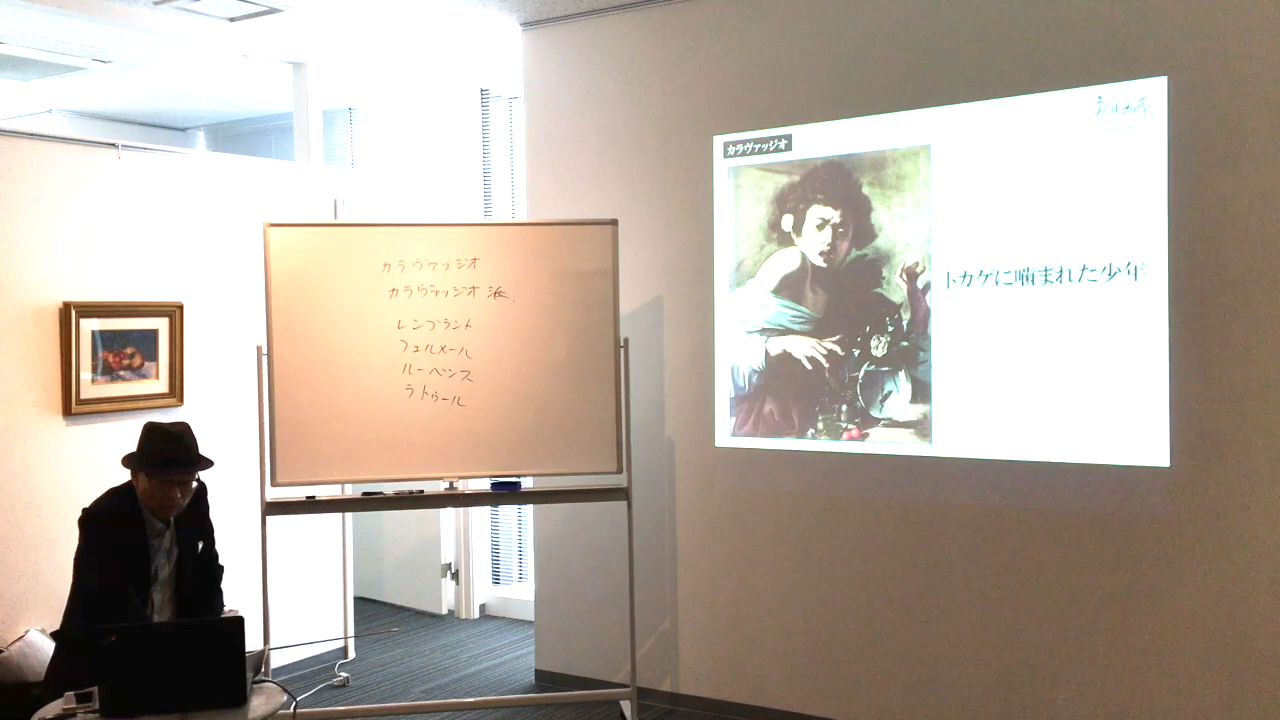 カラヴァッジオ
カラヴァッジオ派.
レンブラント
フェルメール
ルーベンス
ラトゥール
カラヴァッジオ
トカゲに噛まれた少年